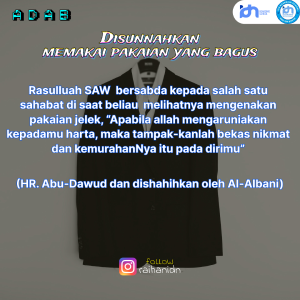 ADAB
DISUNNAHKAN
MEMAKAI PAKAIAN YANG BAGUS
Rasulluah SAW bersabda kepada salah satu
sahabat di saat beliau melihatnya mengenakan
pakaian jelek, “Apabila allah mengaruniakan
kepadamu harta, maka tampak-kanlah bekas nikmat
dan kemurahanNya itu pada dirimu”
(HR. Abu-Dawud dan dishahihkan oleh Al-Albani)
follow
raihanidn